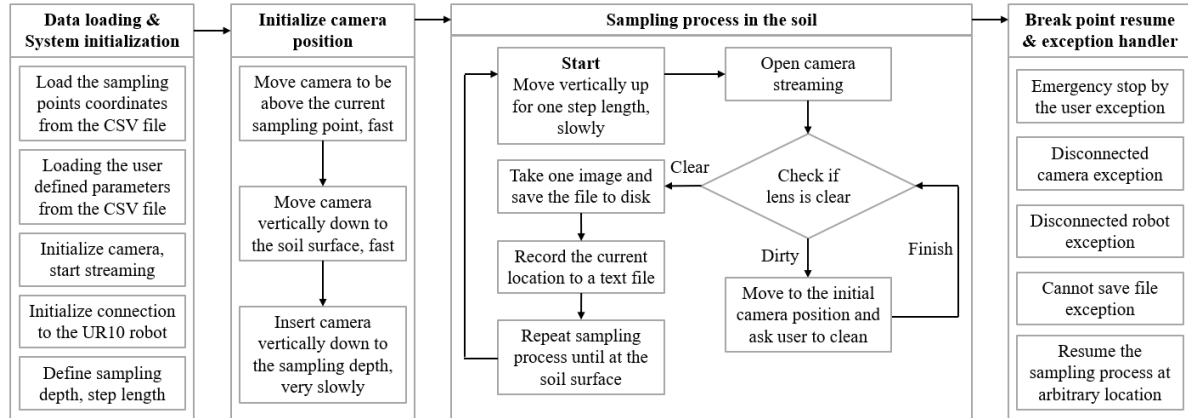 Data loading &
System initialization
Load the sampling
points coordinates
from the CSV file
Loading the user
defined parameters
from the CSV file
Initialize camera,
start streaming
Initialize connection
to the UR10 robot
Define sampling
depth, step length
Initialize camera
position
Move camera to be
above the current
sampling point, fast
Move camera
vertically down to
the soil surface, fast
Insert camera
vertically down to
the sampling depth,
very slowly
Sampling process in the soil
Start
Move vertically up
for one step length,
slowly
Open camera
streaming
Check if
lens is clear
Clear
Take one image and
save the file to disk
Record the current
location to a text file
Repeat sampling
process until at the
soil surface
Dirty
Move to the initial
camera position and
ask user to clean
Finish
Break point resume
& exception handler
Emergency stop by
the user exception
Disconnected
camera exception
Disconnected robot
exception
Cannot save file
exception
Resume the
sampling process at
arbitrary location